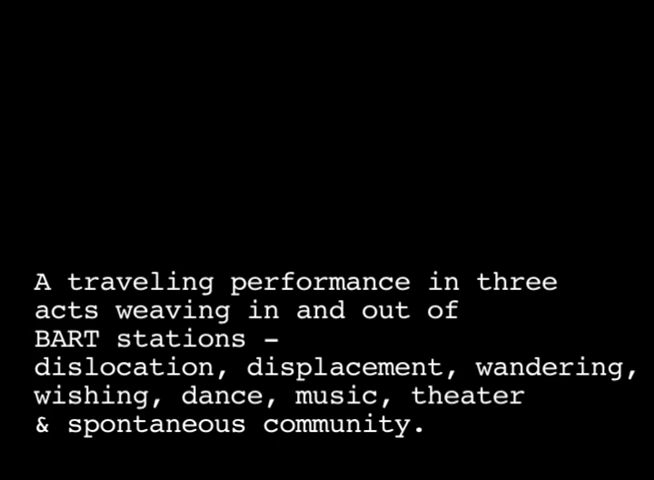 A traveling performance in three
acts weaving in and out of
BART stations –
dislocation, displacement, wandering,
wishing, dance, music, theater
& spontaneous community.